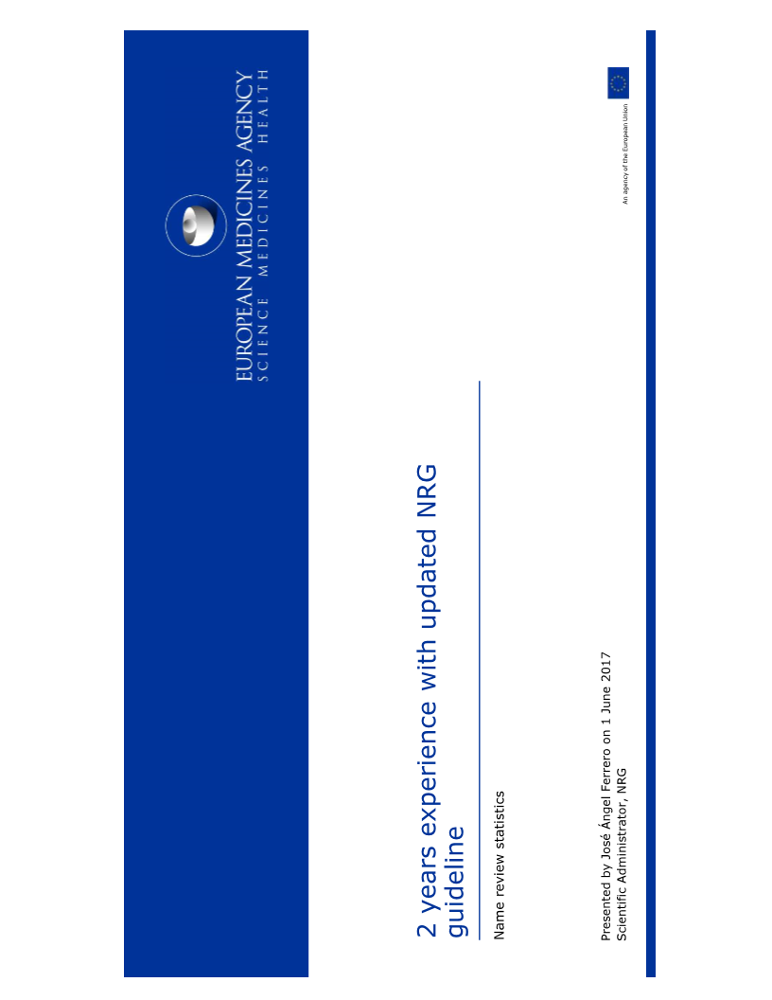 EUROPEAN MEDICINES AGENCY
SCIENCE MEDICINES HEALTH
2 years experience with updated NRG
guideline
Name review statistics
Presented by José Ángel Ferrero on 1 June 2017
Scientific Administrator, NRG
An agency of the European Union